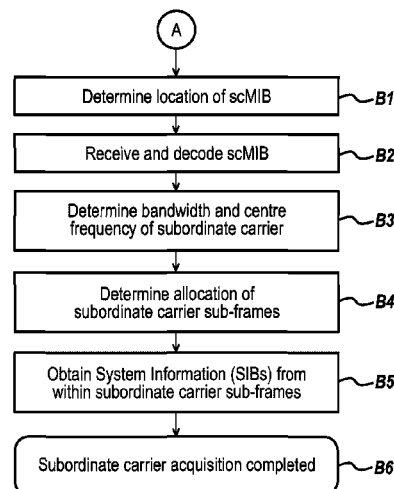 A
Determine location of scMIB
B1
Receive and decode scMIB
B2
Determine bandwidth and centre
frequency of subordinate carrier
B3
Determine allocation of
subordinate carrier sub-frames
B4
Obtain System Information (SIBs) from
within subordinate carrier sub-frames
B5
Subordinate carrier acquisition completed
B6